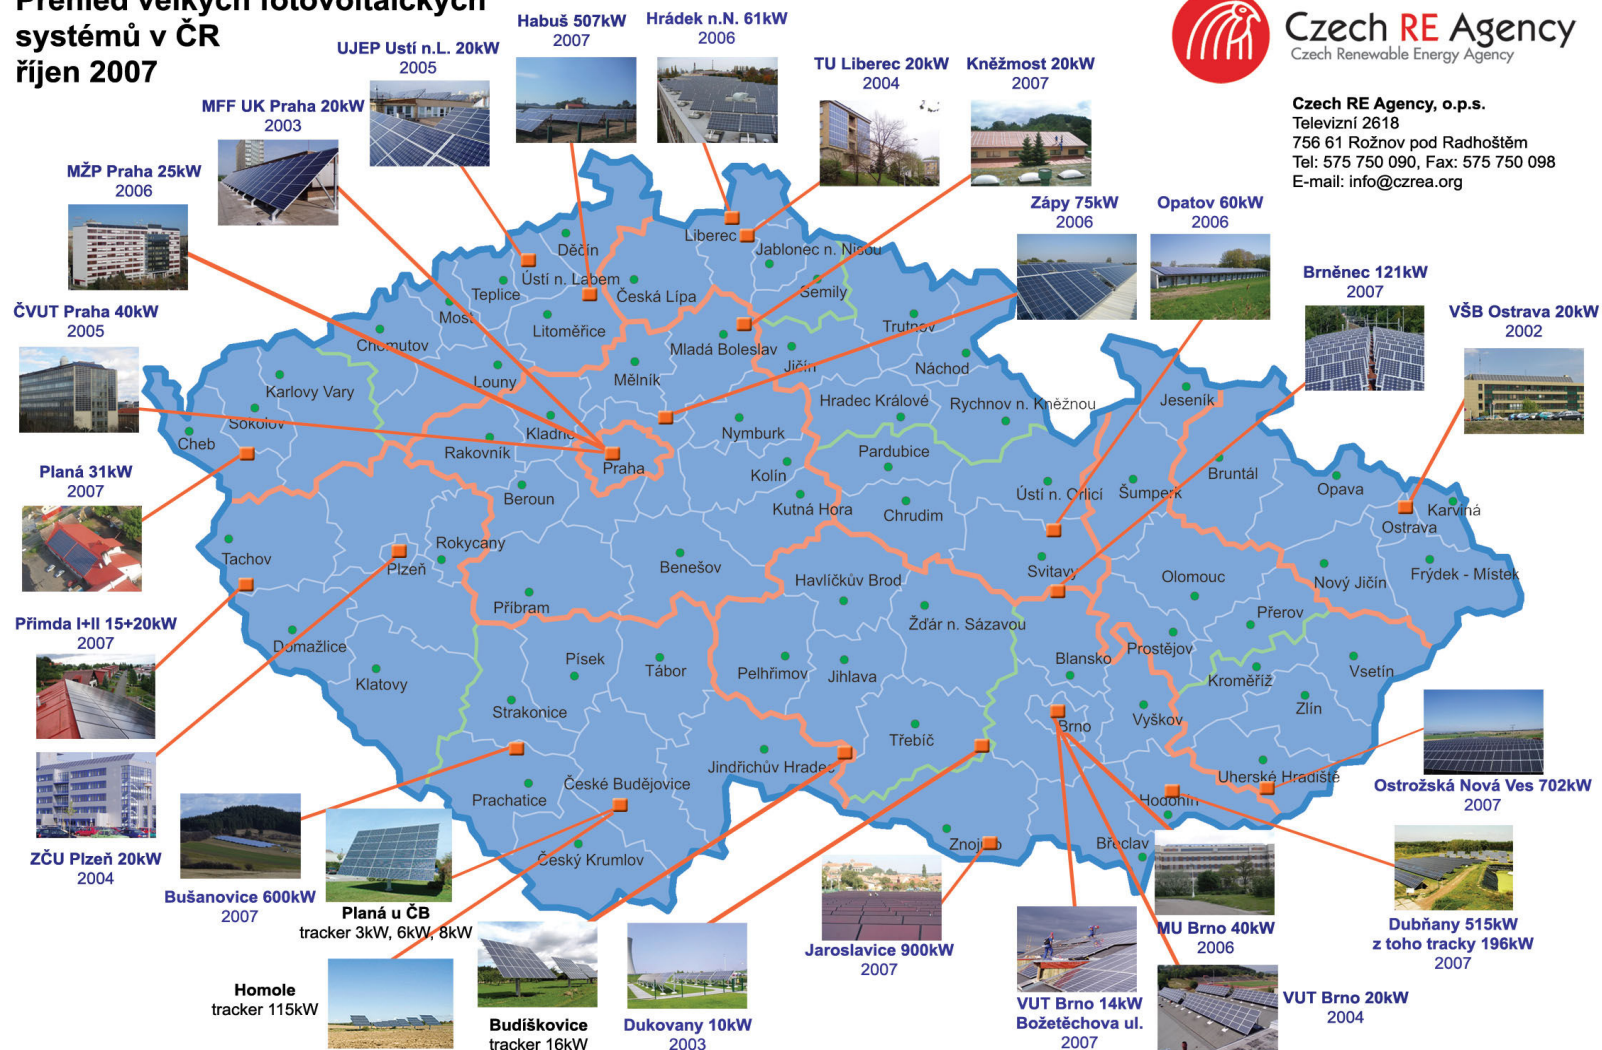 Přehled velkých fotovoltaických
systémů v ČR
říjen 2007
Czech RE Agency
Czech Renewable Energy Agency
Czech RE Agency, o.p.s.
Televizní 2618
756 61 Rožnov pod Radhoštěm
Tel: 575 750 090, Fax: 575 750 098
E-mail: info@czrea.org
Habuš 507kW
2007
Hrádek n.N. 61kW
2006
UJEP Ustí n.L. 20kW
2005
TU Liberec 20kW
2004
Kněžmost 20kW
2007
MFF UK Praha 20kW
2003
MŽP Praha 25kW
2006
Zápy 75kW
2006
Opatov 60kW
2006
Brněnec 121kW
2007
VŠB Ostrava 20kW
2002
ČVUT Praha 40kW
2005
Planá 31kW
2007
Přimda I+II 15+20kW
2007
ZČU Plzeň 20kW
2004
Bušanovice 600kW
2007
Planá u ČB
tracker 3kW, 6kW, 8kW
Homole
tracker 115kW
Budíškovice
tracker 16kW
Dukovany 10kW
2003
Jaroslavice 900kW
2007
VUT Brno 14kW
Božetěchova ul.
2007
MU Brno 40kW
2006
VUT Brno 20kW
2004
Dubňany 515kW
z toho tracky 196kW
2007
Ostrožská Nová Ves 702kW
2007
Děčín
Liberec
Jablonec n. Nisou
Ústí n. Labem
Teplice
Česká Lípa
Semily
Most
Litoměřice
Trutnov
Chomutov
Mladá Boleslav
Jičín
Náchod
Louny
Mělník
Karlovy Vary
Sokolov
Cheb
Hradec Králové
Rychnov n. Kněžnou
Jeseník
Kladno
Nymburk
Rakovník
Praha
Pardubice
Kolín
Bruntál
Beroun
Kutná Hora
Chrudim
Ústí n. Orlicí
Šumperk
Opava
Karviná
Ostrava
Rokycany
Tachov
Plzeň
Benešov
Havlíčkův Brod
Svitavy
Olomouc
Nový Jičín
Frýdek - Místek
Příbram
Přerov
Žďár n. Sázavou
Domažlice
Prostějov
Písek
Tábor
Pelhřimov
Jihlava
Blansko
Kroměříž
Vsetín
Klatovy
Strakonice
Zlín
Vyškov
Brno
Třebíč
Jindřichův Hradec
Uherské Hradiště
České Budějovice
Prachatice
Hodonín
Znojmo
Břeclav
Český Krumlov